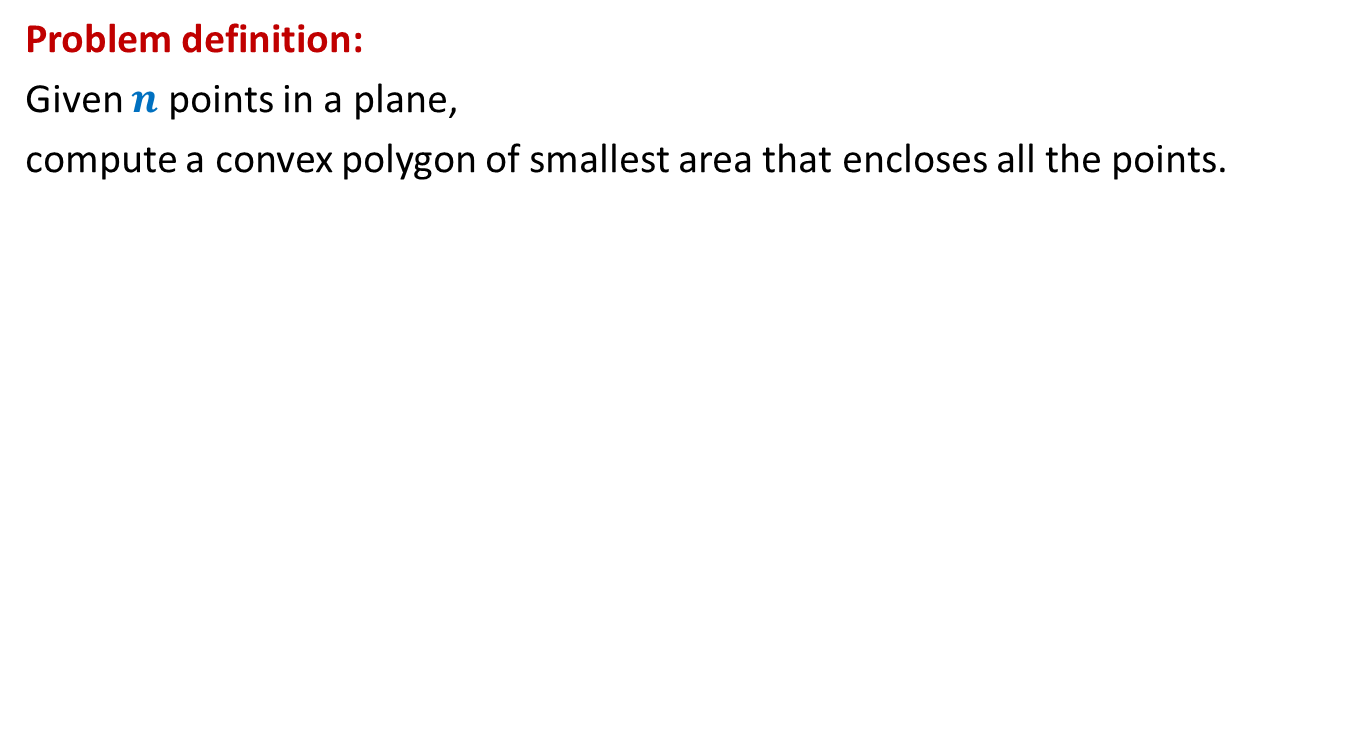 Problem definition:
Given n points in a plane,
compute a convex polygon of smallest area that encloses all the points.